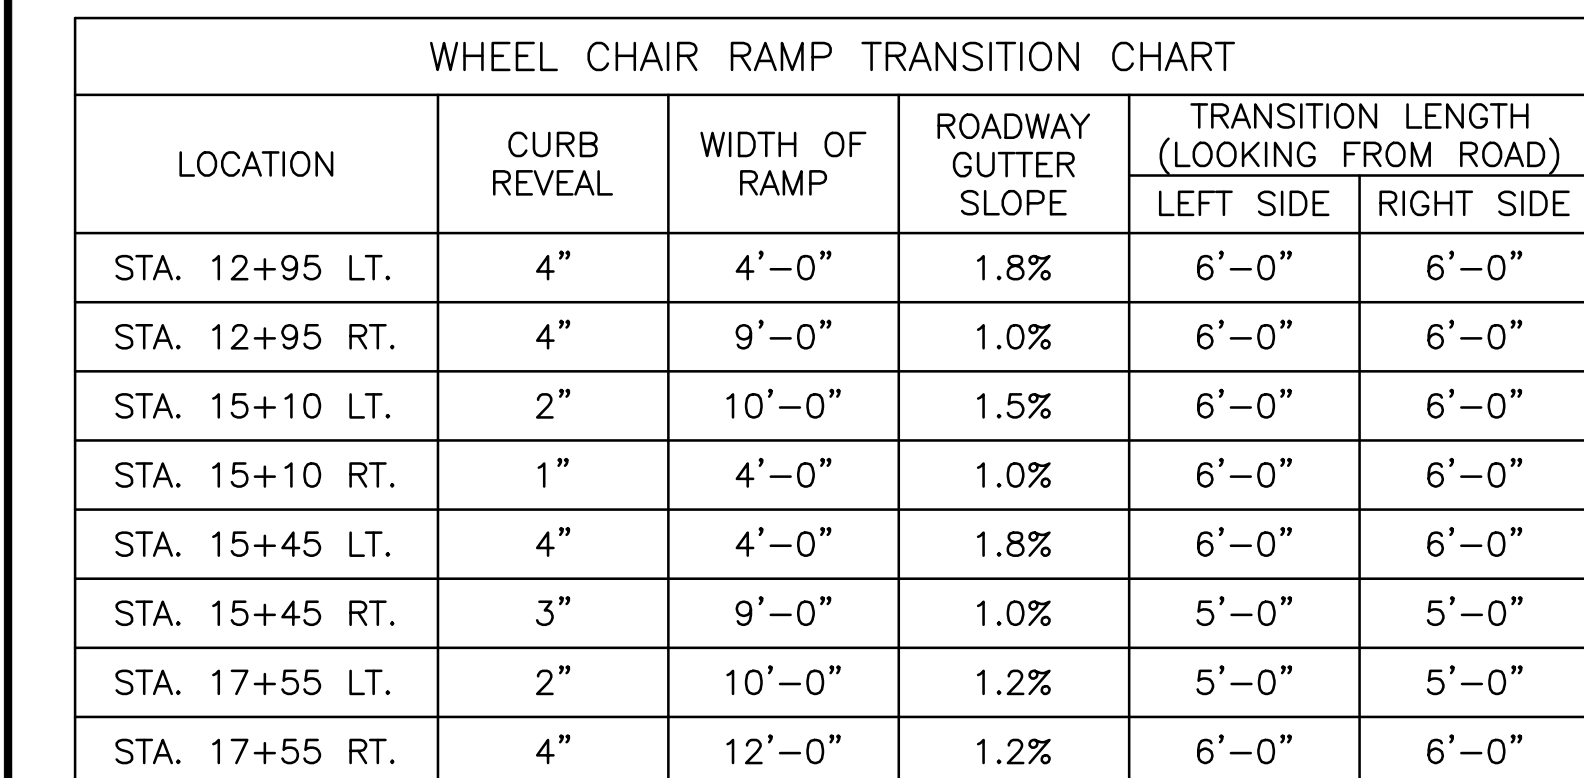 WHEEL CHAIR RAMP TRANSITION CHART
LOCATION
CURB
REVEAL
WIDTH OF
RAMP
ROADWAY
GUTTER
SLOPE
TRANSITION LENGTH
(LOOKING FROM ROAD)
LEFT SIDE RIGHT SIDE
STA. 12+95 LT. 4” 4’–0” 1.8% 6’–0” 6’–0”
STA. 12+95 RT. 4” 9’–0” 1.0% 6’–0” 6’–0”
STA. 15+10 LT. 2” 10’–0” 1.5% 6’–0” 6’–0”
STA. 15+10 RT. 1” 4’–0” 1.0% 6’–0” 6’–0”
STA. 15+45 LT. 4” 4’–0” 1.8% 6’–0” 6’–0”
STA. 15+45 RT. 3” 9’–0” 1.0% 5’–0” 5’–0”
STA. 17+55 LT. 2” 10’–0” 1.2% 5’–0” 5’–0”
STA. 17+55 RT. 4” 12’–0” 1.2% 6’–0” 6’–0”